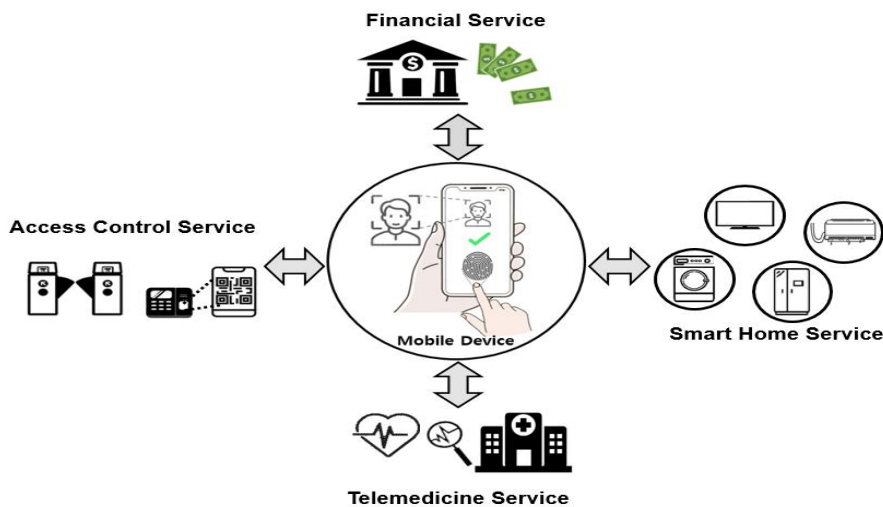 Financial Service
Access Control Service
Mobile Device
Smart Home Service
Telemedicine Service